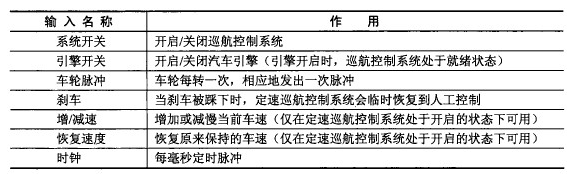 输入名称 作用
系统开关 开启/关闭巡航控制系统
引擎开关 开启/关闭汽车引擎（引擎开启时，巡航控制系统处于就绪状态）
车轮脉冲 车轮每转一次，相应地发出一次脉冲
刹车 当刹车被踩下时，定速巡航控制系统会临时恢复到人工控制
增/减速 增加或减慢当前车速（仅在定速巡航控制系统处于开启的状态下可用）
恢复速度 恢复原来保持的车速（仅在定速巡航控制系统处于开启的状态下可用）
时钟 每毫秒定时脉冲